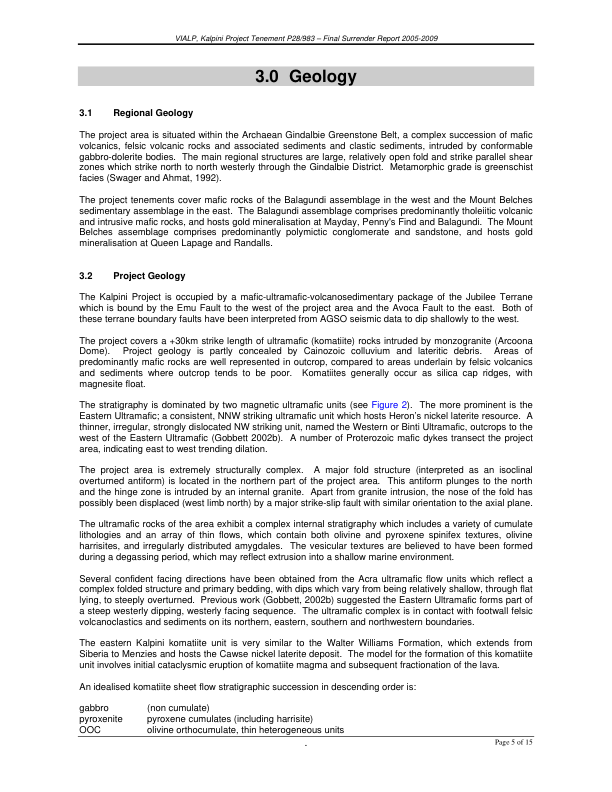 VIALP, Kalpini Project Tenement P28/983 – Final Surrender Report 2005-2009
3.0 Geology
3.1 Regional Geology
The project area is situated within the Archaean Gindalbie Greenstone Belt, a complex succession of mafic
volcanics, felsic volcanic rocks and associated sediments and clastic sediments, intruded by conformable
gabbro-dolerite bodies. The main regional structures are large, relatively open fold and strike parallel shear
zones which strike north to north westerly through the Gindalbie District. Metamorphic grade is greenschist
facies (Swager and Ahmat, 1992).
The project tenements cover mafic rocks of the Balagundi assemblage in the west and the Mount Belches
sedimentary assemblage in the east. The Balagundi assemblage comprises predominantly tholeiitic volcanic
and intrusive mafic rocks, and hosts gold mineralisation at Mayday, Penny's Find and Balagundi. The Mount
Belches assemblage comprises predominantly polymictic conglomerate and sandstone, and hosts gold
mineralisation at Queen Lapage and Randalls.
3.2 Project Geology
The Kalpini Project is occupied by a mafic-ultramafic-volcanosedimentary package of the Jubilee Terrane
which is bound by the Emu Fault to the west of the project area and the Avoca Fault to the east. Both of
these terrane boundary faults have been interpreted from AGSO seismic data to dip shallowly to the west.
The project covers a +30km strike length of ultramafic (komatiite) rocks intruded by monzogranite (Arcoona
Dome). Project geology is partly concealed by Cainozoic colluvium and lateritic debris. Areas of
predominantly mafic rocks are well represented in outcrop, compared to areas underlain by felsic volcanics
and sediments where outcrop tends to be poor. Komatiites generally occur as silica cap ridges, with
magnesite float.
The stratigraphy is dominated by two magnetic ultramafic units (see Figure 2). The more prominent is the
Eastern Ultramafic; a consistent, NNW striking ultramafic unit which hosts Heron's nickel laterite resource. A
thinner, irregular, strongly dislocated NW striking unit, named the Western or Binti Ultramafic, outcrops to the
west of the Eastern Ultramafic (Gobbett 2002b). A number of Proterozoic mafic dykes transect the project
area, indicating east to west trending dilation.
The project area is extremely structurally complex. A major fold structure (interpreted as an isoclinal
overturned antiform) is located in the northern part of the project area. This antiform plunges to the north
and the hinge zone is intruded by an internal granite. Apart from granite intrusion, the nose of the fold has
possibly been displaced (west limb north) by a major strike-slip fault with similar orientation to the axial plane.
The ultramafic rocks of the area exhibit a complex internal stratigraphy which includes a variety of cumulate
lithologies and an array of thin flows, which contain both olivine and pyroxene spinifex textures, olivine
harrisites, and irregularly distributed amygdales. The vesicular textures are believed to have been formed
during a degassing period, which may reflect extrusion into a shallow marine environment.
Several confident facing directions have been obtained from the Acra ultramafic flow units which reflect a
complex folded structure and primary bedding, with dips which vary from being relatively shallow, through flat
lying, to steeply overturned. Previous work (Gobbett, 2002b) suggested the Eastern Ultramafic forms part of
a steep westerly dipping, westerly facing sequence. The ultramafic complex is in contact with footwall felsic
volcanoclastics and sediments on its northern, eastern, southern and northwestern boundaries.
The eastern Kalpini komatiite unit is very similar to the Walter Williams Formation, which extends from
Siberia to Menzies and hosts the Cawse nickel laterite deposit. The model for the formation of this komatiite
unit involves initial cataclysmic eruption of komatiite magma and subsequent fractionation of the lava.
An idealised komatiite sheet flow stratigraphic succession in descending order is:
gabbro (non cumulate)
pyroxenite pyroxene cumulates (including harrisite)
OOC olivine orthocumulate, thin heterogeneous units
-
Page 5 of 15